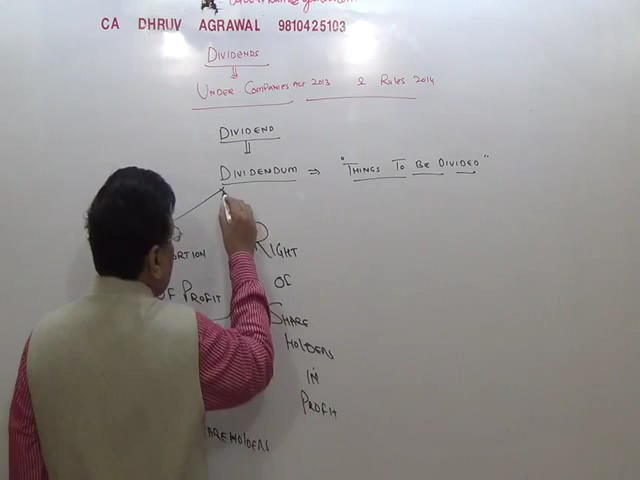 CA DHRUV AGRAWAL 9810425103
DIVIDENDS
UNDER COMPANIES ACT 2013 & RULES 2014
DIVIDEND
DIVIDENDUM ⇒ "THINGS TO BE DIVIDED"
OF PROFIT
RIGHT
OF
SHARE
HOLDERS
IN
PROFIT